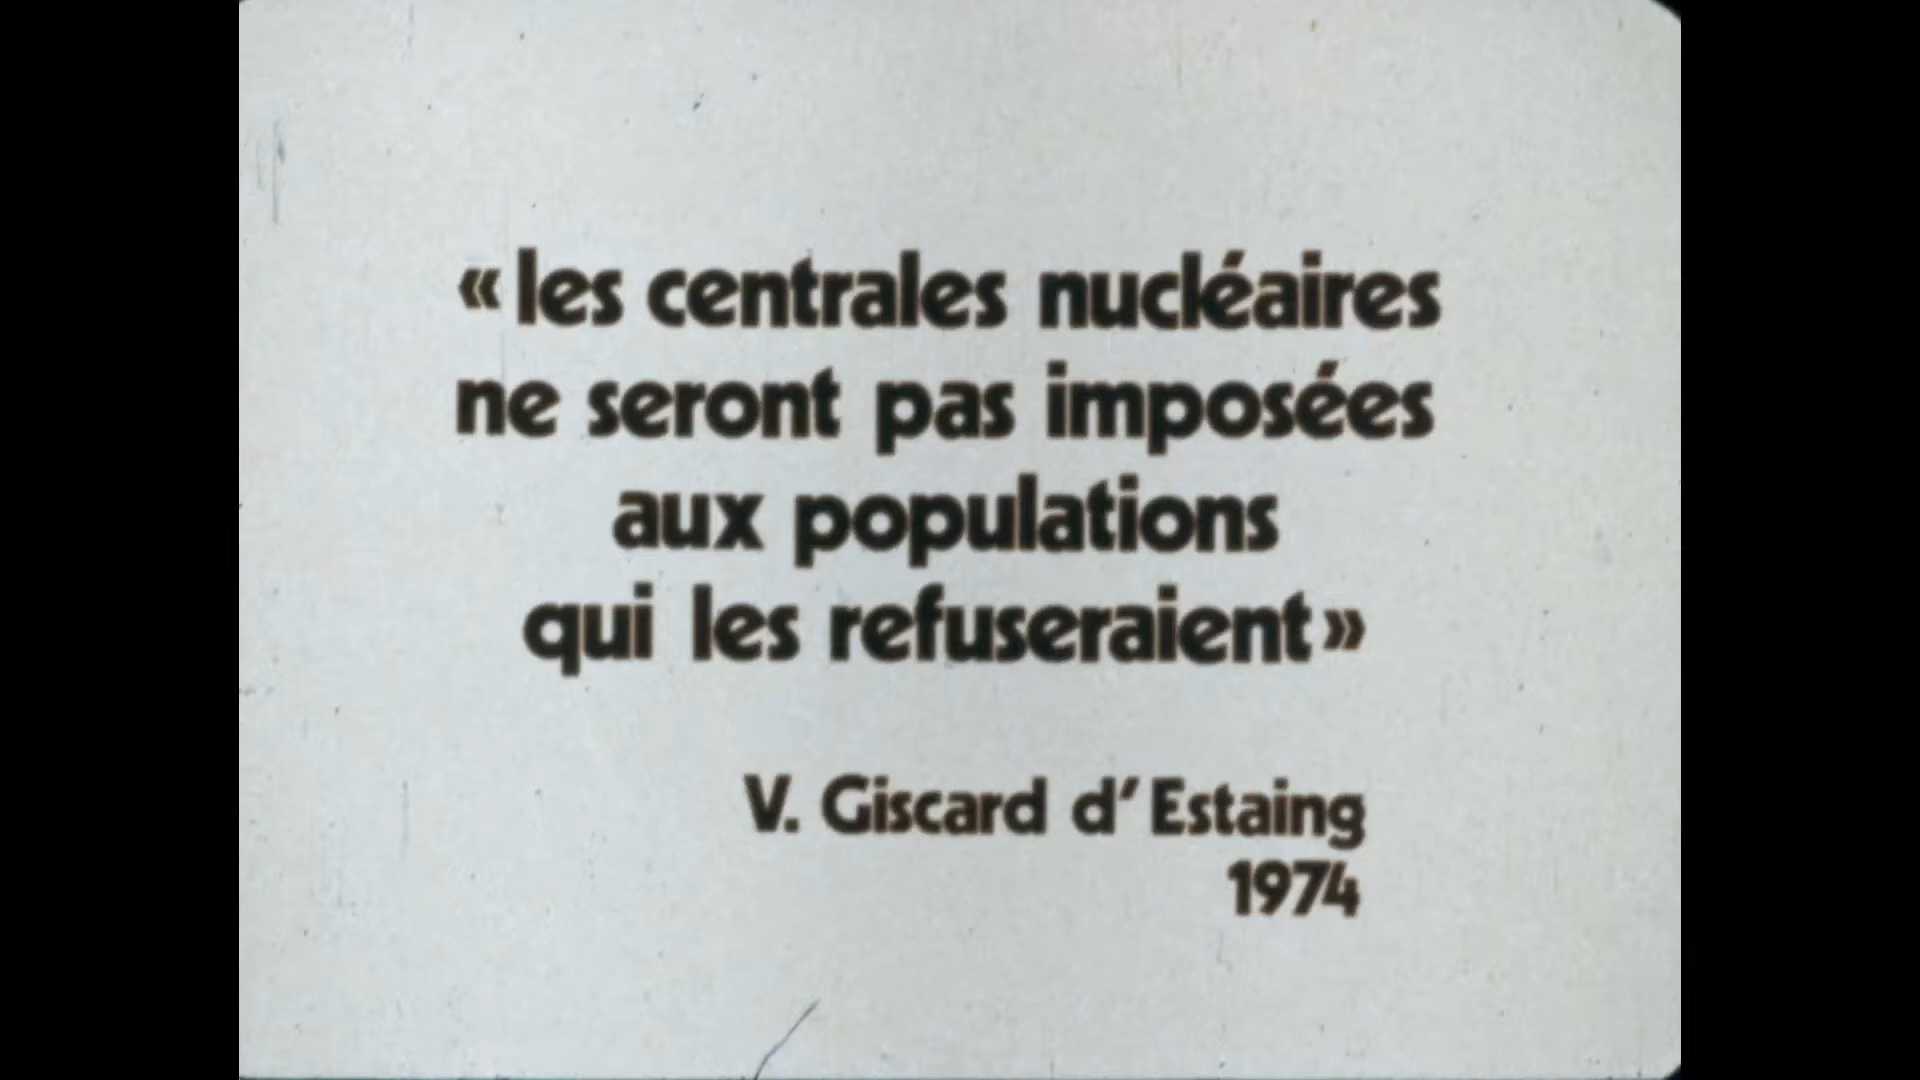 « les centrales nucléaires
ne seront pas imposées
aux populations
qui les refuseraient »
V. Giscard d'Estaing
1974